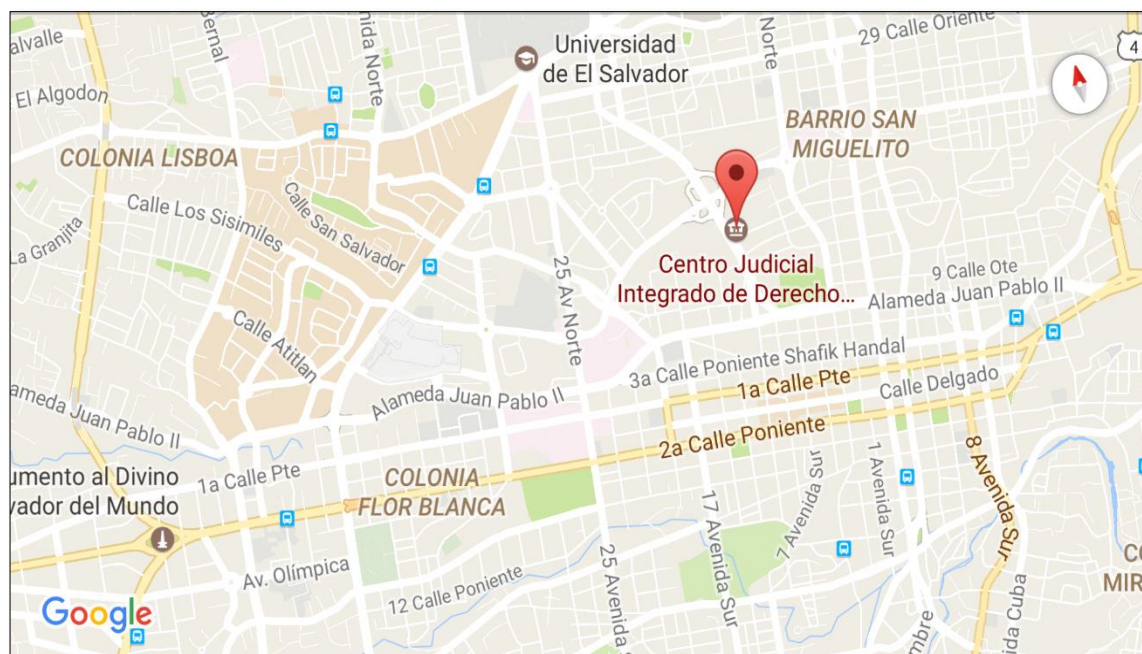 alvalle
Bernal
enida Norte
Universidad
de El Salvador
Norte
29 Calle Oriente
4
El Algodon
COLONIA LISBOA
BARRIO SAN
MIGUELITO
Calle Los Sisimiles
Calle San Salvador
La Granjita
25 Av Norte
Centro Judicial
Integrado de Derecho...
9 Calle Ote
Alameda Juan Pablo II
Calle Atitlan
3a Calle Poniente Shafik Handal
1a Calle Pte
Calle Delgado
Alameda Juan Pablo II
lameda Juan Pablo II
2a Calle Poniente
umento al Divino
vador del Mundo
1a Calle Pte
COLONIA
FLOR BLANCA
17 Avenida Sur
7 Avenida Sur
1 Avenida Sur
8 Avenida Sur
Av. Olímpica
12 Calle Poniente
25 Avenida
CO
MIR
Google
mbre
nida Cuba